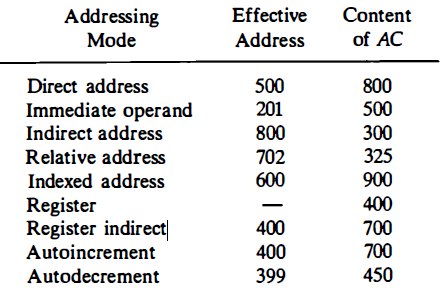 Addressing Effective Content
Mode Address of AC
Direct address 500 800
Immediate operand 201 500
Indirect address 800 300
Relative address 702 325
Indexed address 600 900
Register — 400
Register indirect 400 700
Autoincrement 400 700
Autodecrement 399 450